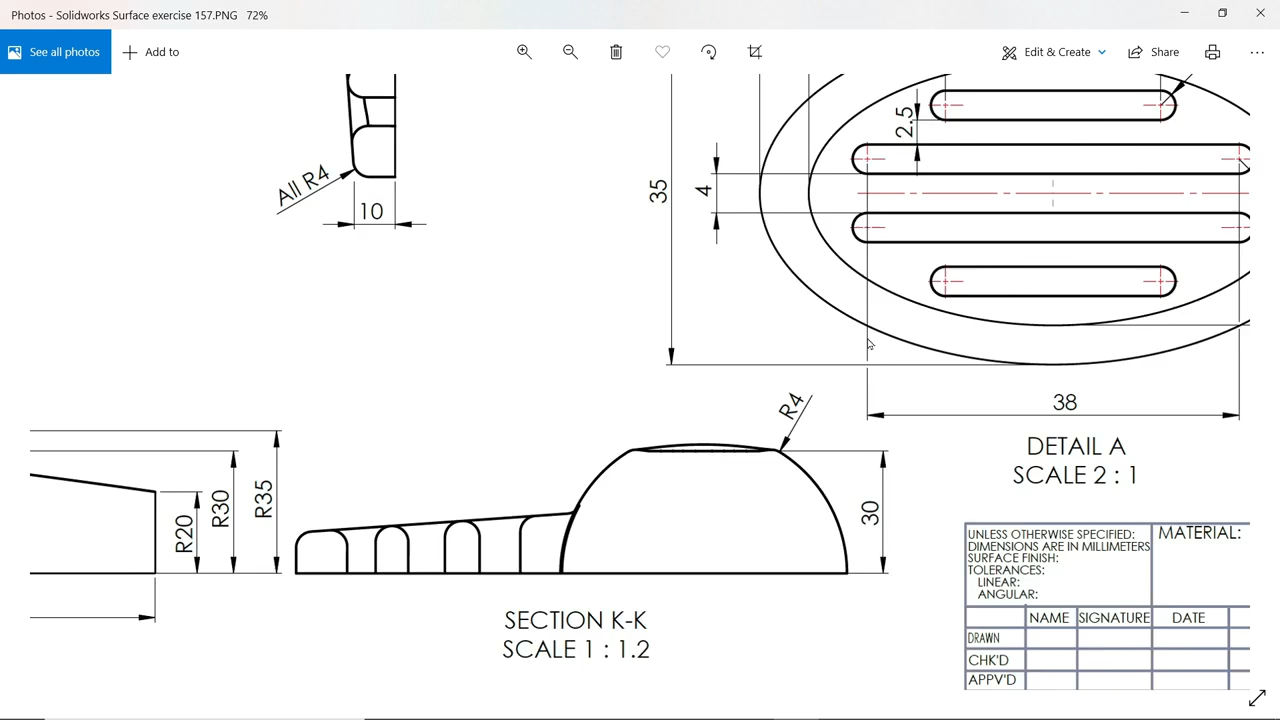 Photos - Solidworks Surface exercise 157.PNG 72%
See all photos
Add to
Edit & Create
Share
2.5
All R4
35
4
10
R4
38
DETAIL A
SCALE 2 : 1
R35
R30
R20
30
UNLESS OTHERWISE SPECIFIED:
DIMENSIONS ARE IN MILLIMETERS
SURFACE FINISH:
TOLERANCES:
LINEAR:
ANGULAR:
MATERIAL:
SECTION K-K
SCALE 1 : 1.2
NAME SIGNATURE DATE
DRAWN
CHK'D
APPV'D